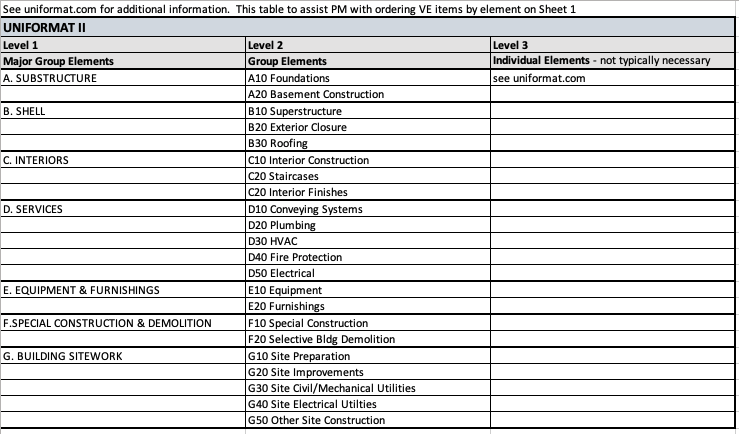 See uniformat.com for additional information.  This table to assist PM with ordering VE items by element on Sheet 1
UNIFORMAT II
Level 1 Level 2 Level 3
Major Group Elements Group Elements Individual Elements - not typically necessary
A. SUBSTRUCTURE A10 Foundations see uniformat.com
A20 Basement Construction
B. SHELL B10 Superstructure
B20 Exterior Closure
B30 Roofing
C. INTERIORS C10 Interior Construction
C20 Staircases
C20 Interior Finishes
D. SERVICES D10 Conveying Systems
D20 Plumbing
D30 HVAC
D40 Fire Protection
D50 Electrical
E. EQUIPMENT & FURNISHINGS E10 Equipment
E20 Furnishings
F.SPECIAL CONSTRUCTION & DEMOLITION F10 Special Construction
F20 Selective Bldg Demolition
G. BUILDING SITEWORK G10 Site Preparation
G20 Site Improvements
G30 Site Civil/Mechanical Utilities
G40 Site Electrical Utilties
G50 Other Site Construction